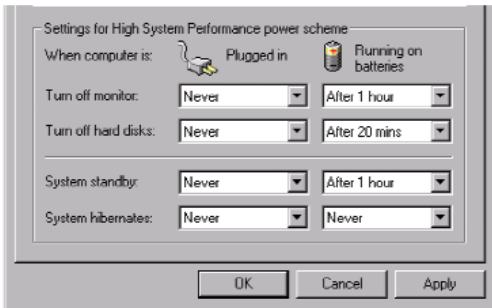 Settings for High System Performance power scheme
When computer is: Plugged in Running on
batteries
Turn off monitor: Never After 1 hour
Turn off hard disks: Never After 20 mins
System standby: Never After 1 hour
System hibernates: Never Never
OK Cancel Apply